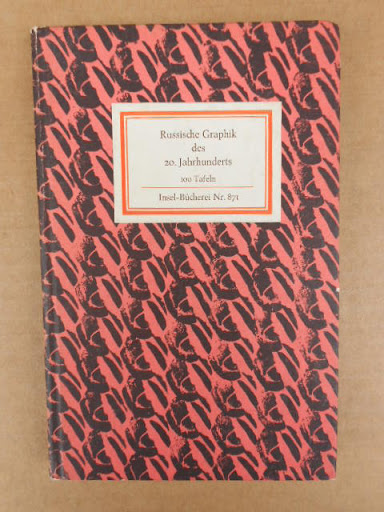 Russische Graphik
des
20. Jahrhunderts
100 Tafeln
Insel-Bücherei Nr. 871